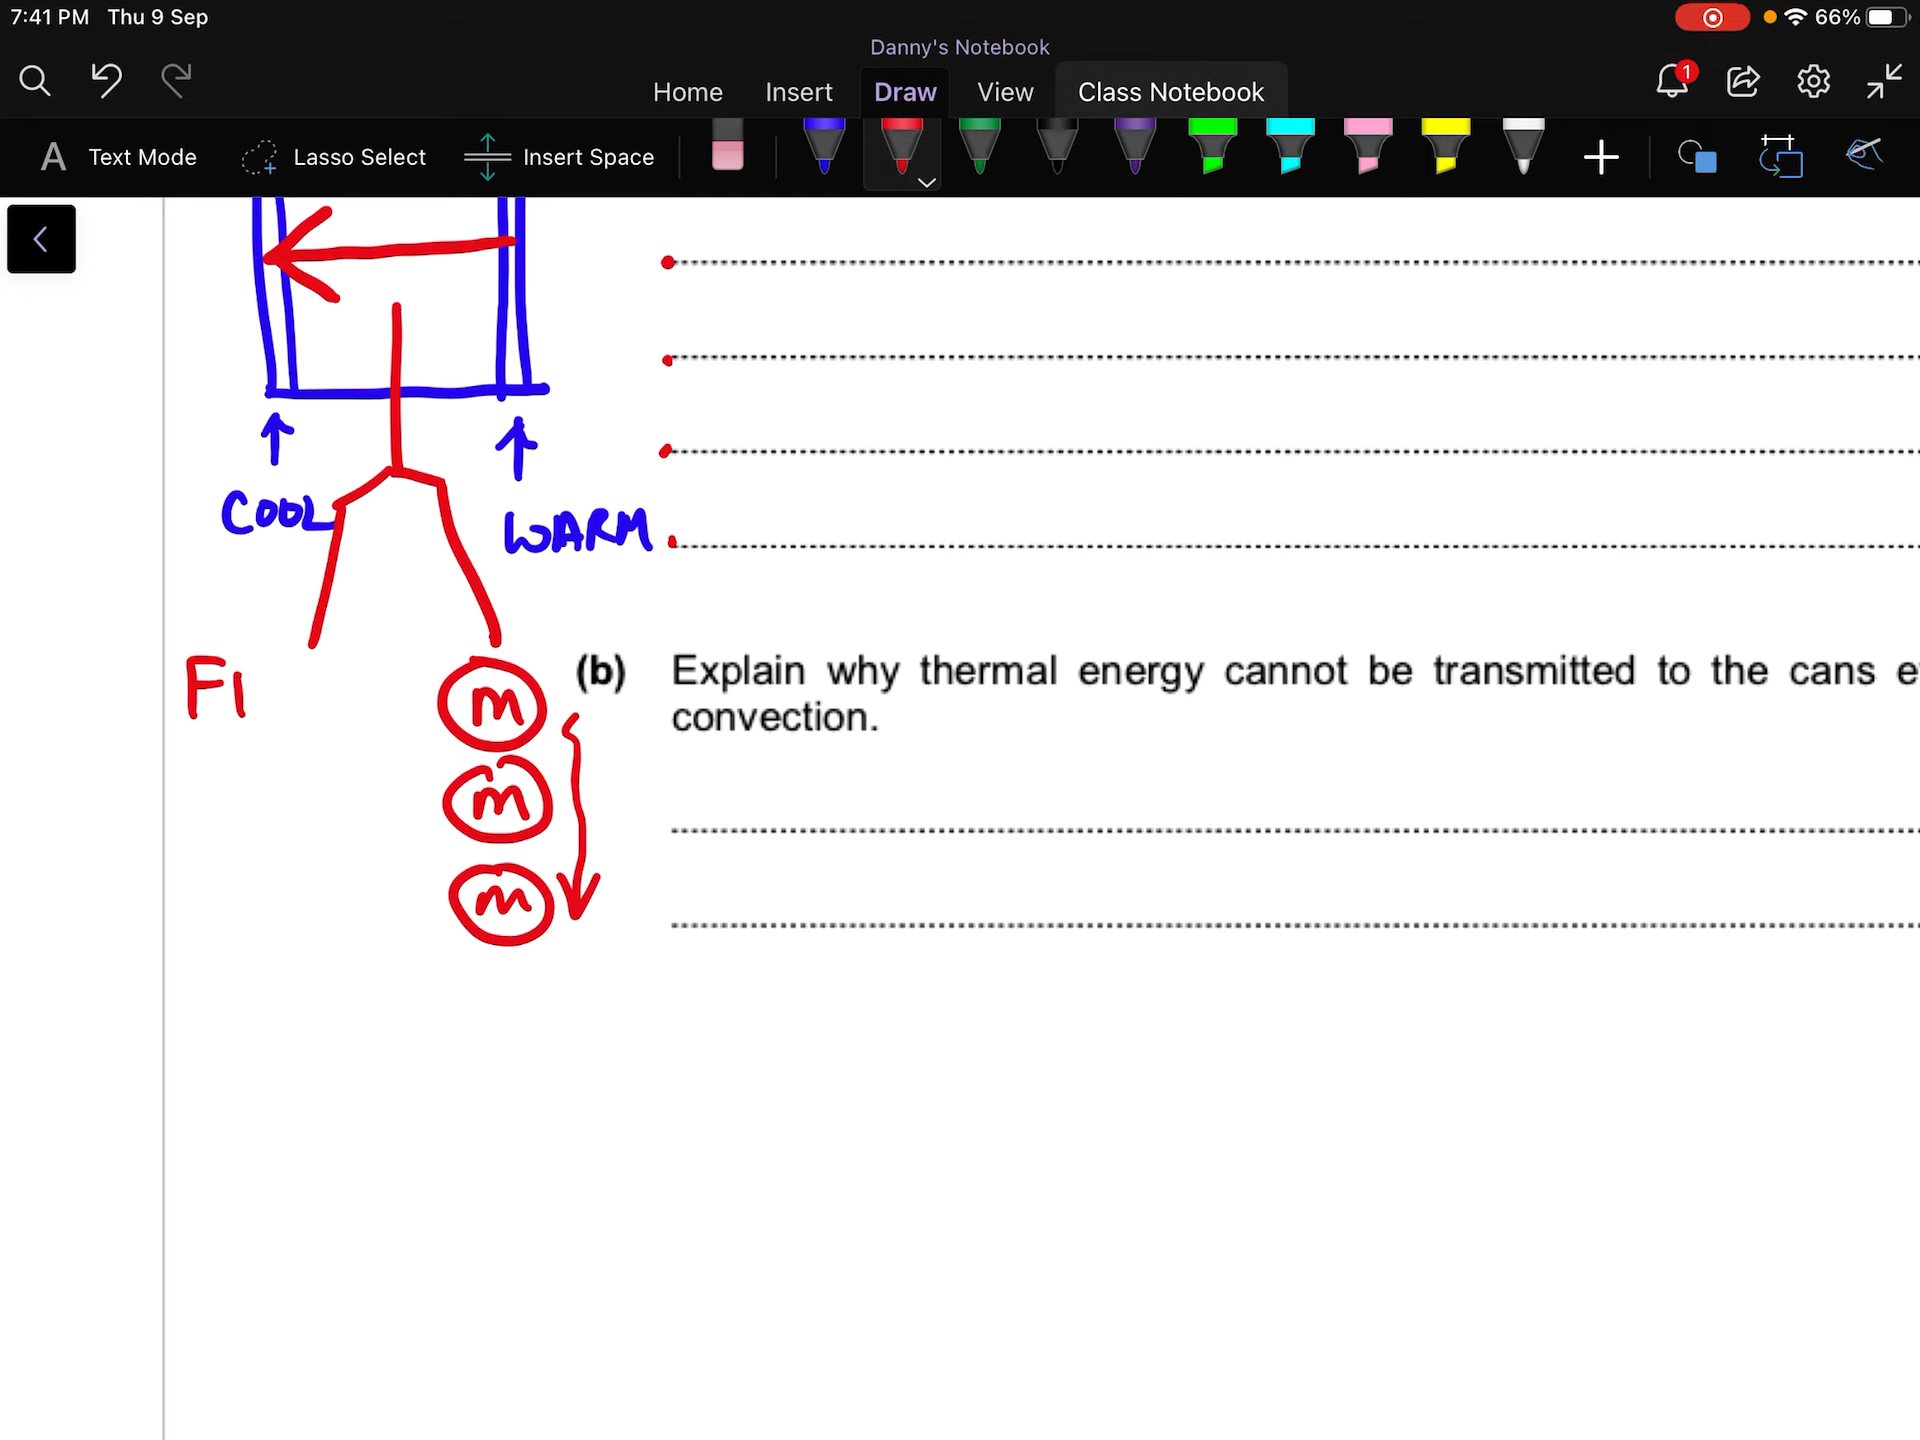 7:41 PM Thu 9 Sep
66%
Danny's Notebook
1
Home Insert Draw View Class Notebook
A Text Mode Lasso Select Insert Space
COOL
WARM
FI
m
m
m
(b) Explain why thermal energy cannot be transmitted to the cans e
convection.